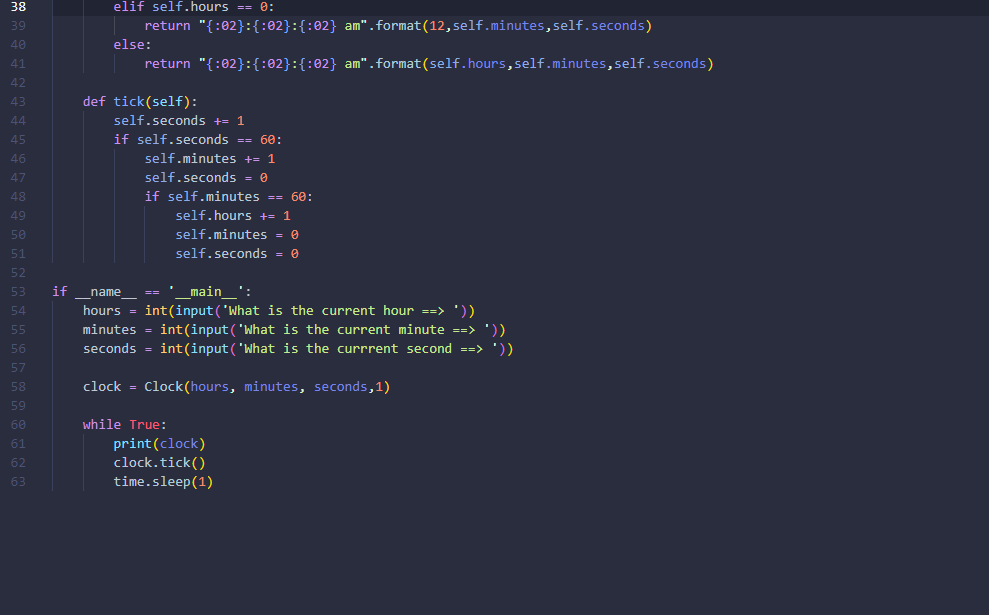 38 elif self.hours == 0:
39 return "{:02}:{:02}:{:02} am".format(12,self.minutes,self.seconds)
40 else:
41 return "{:02}:{:02}:{:02} am".format(self.hours,self.minutes,self.seconds)
42
43 def tick(self):
44 self.seconds += 1
45 if self.seconds == 60:
46 self.minutes += 1
47 self.seconds = 0
48 if self.minutes == 60:
49 self.hours += 1
50 self.minutes = 0
51 self.seconds = 0
52
53 if __name__ == '__main__':
54 hours = int(input('What is the current hour ==> '))
55 minutes = int(input('What is the current minute ==> '))
56 seconds = int(input('What is the currrent second ==> '))
57
58 clock = Clock(hours, minutes, seconds,1)
59
60 while True:
61 print(clock)
62 clock.tick()
63 time.sleep(1)